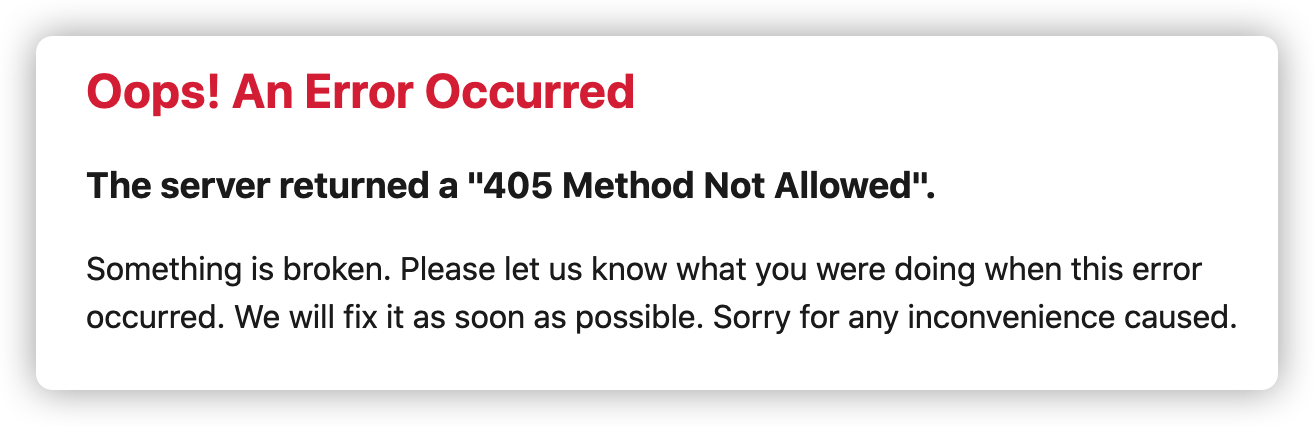 Oops! An Error Occurred
The server returned a "405 Method Not Allowed".
Something is broken. Please let us know what you were doing when this error
occurred. We will fix it as soon as possible. Sorry for any inconvenience caused.